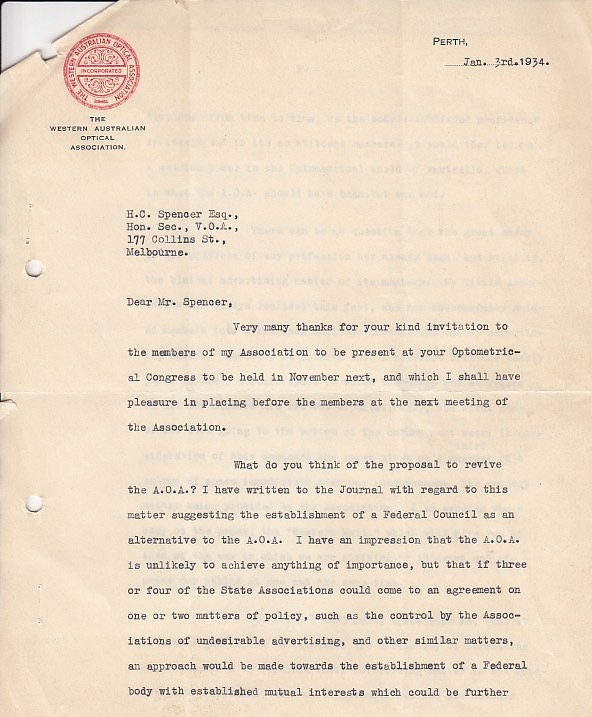 THE WESTERN AUSTRALIAN OPTICAL ASSOCIATION
INCORPORATED
PERTH,
Jan. 3rd. 1934.
THE
WESTERN AUSTRALIAN
OPTICAL
ASSOCIATION.
H.C. Spencer Esq.,
Hon. Sec., V.O.A.,
177 Collins St.,
Melbourne.
Dear Mr. Spencer,
Very many thanks for your kind invitation to
the members of my Association to be present at your Optometric-
al Congress to be held in November next, and which I shall have
pleasure in placing before the members at the next meeting of
the Association.
What do you think of the proposal to revive
the A.O.A.? I have written to the Journal with regard to this
matter suggesting the establishment of a Federal Council as an
alternative to the A.O.A. I have an impression that the A.O.A.
is unlikely to achieve anything of importance, but that if three
or four of the State Associations could come to an agreement on
one or two matters of policy, such as the control by the Assoc-
iations of undesirable advertising, and other similar matters,
an approach would be made towards the establishment of a Federal
body with established mutual interests which could be further